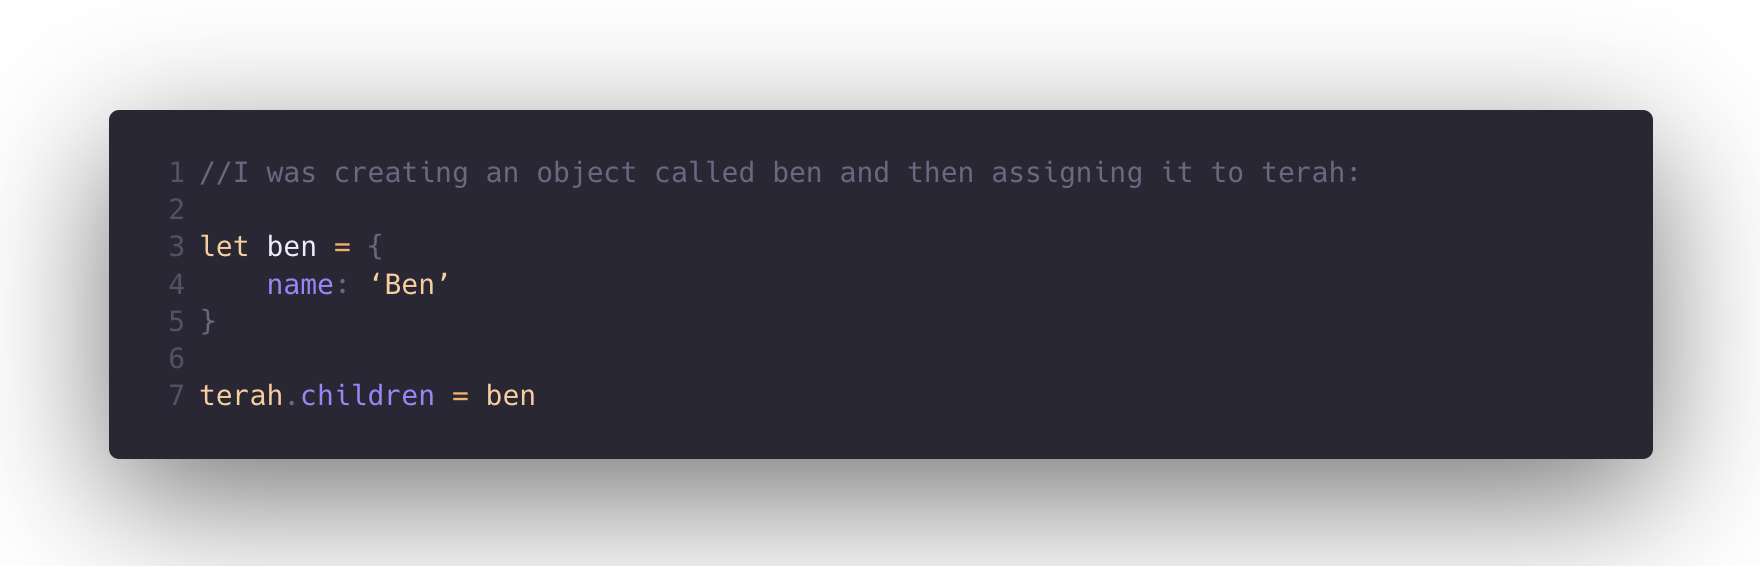 1 //I was creating an object called ben and then assigning it to terah:
2
3 let ben = {
4     name: ‘Ben’
5 }
6
7 terah.children = ben